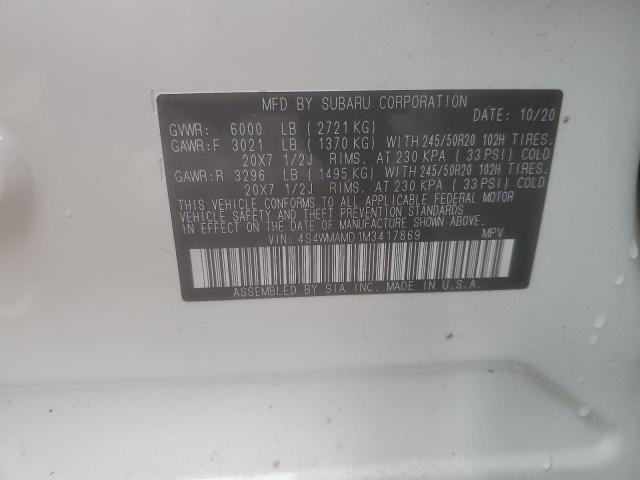 MFD BY SUBARU CORPORATION
DATE: 10/20
GVWR: 6000 LB ( 2721 KG)
GAWR:F 3021 LB ( 1370 KG) WITH 245/50R20 102H TIRES.
20X7 1/2J RIMS. AT 230 KPA ( 33 PSI) COLD
GAWR:R 3296 LB ( 1495 KG) WITH 245/50R20 102H TIRES.
20X7 1/2J RIMS. AT 230 KPA ( 33 PSI) COLD
THIS VEHICLE CONFORMS TO ALL APPLICABLE FEDERAL MOTOR
VEHICLE SAFETY AND THEFT PREVENTION STANDARDS
IN EFFECT ON THE DATE OF MANUFACTURE SHOWN ABOVE.
VIN: 4S4WMAMD1M3417869 MPV
ASSEMBLED BY SIA INC. MADE IN U.S.A.